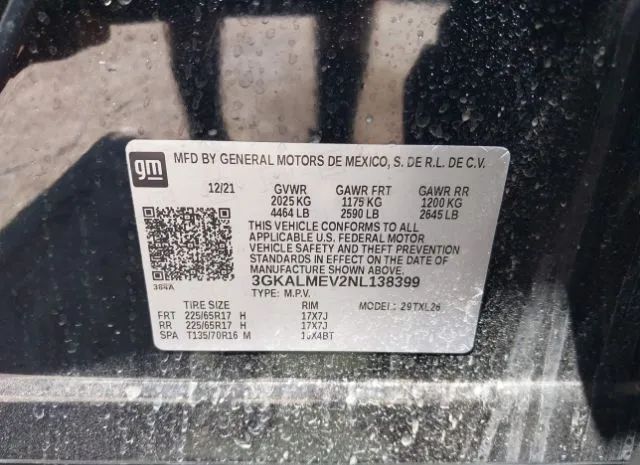 gm MFD BY GENERAL MOTORS DE MEXICO, S. DE R.L. DE C.V.
12/21 GVWR GAWR FRT GAWR RR
2025 KG 1175 KG 1200 KG
4464 LB 2590 LB 2645 LB
THIS VEHICLE CONFORMS TO ALL
APPLICABLE U.S. FEDERAL MOTOR
VEHICLE SAFETY AND THEFT PREVENTION
STANDARDS IN EFFECT ON THE DATE OF
MANUFACTURE SHOWN ABOVE.
384A 3GKALMEV2NL138399
TYPE: M.P.V.
TIRE SIZE RIM MODEL: 29TXL26
FRT 225/65R17 H 17X7J
RR 225/65R17 H 17X7J
SPA T135/70R16 M 16X4BT